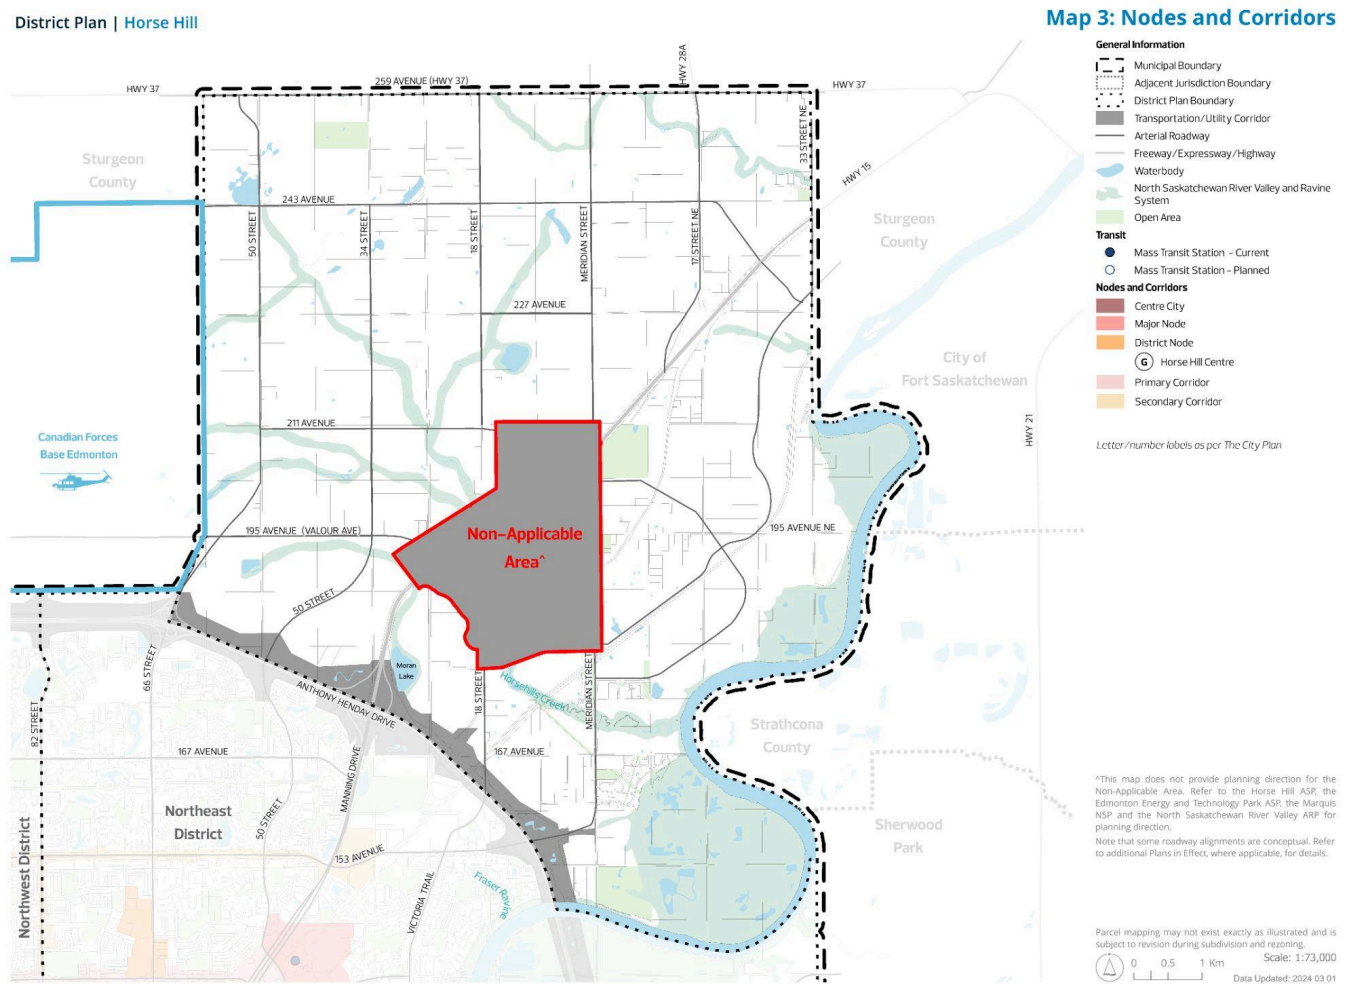 District Plan | Horse Hill
Map 3: Nodes and Corridors
General Information
Municipal Boundary
Adjacent Jurisdiction Boundary
District Plan Boundary
Transportation/Utility Corridor
Arterial Roadway
Freeway/Expressway/Highway
Waterbody
North Saskatchewan River Valley and Ravine
System
Open Area
Transit
Mass Transit Station - Current
Mass Transit Station - Planned
Nodes and Corridors
Centre City
Major Node
District Node
G Horse Hill Centre
Primary Corridor
Secondary Corridor
Letter/number labels as per The City Plan
HWY 37
259 AVENUE (HWY 37)
HWY 28A
HWY 37
33 STREET NE
HWY 15
Sturgeon
County
243 AVENUE
50 STREET
34 STREET
18 STREET
MERIDIAN STREET
17 STREET NE
Sturgeon
County
227 AVENUE
City of
Fort Saskatchewan
HWY 21
211 AVENUE
Canadian Forces
Base Edmonton
Non-Applicable
Area^
195 AVENUE (VALOUR AVE)
195 AVENUE NE
50 STREET
66 STREET
Moran
Lake
18 STREET
Horsehills Creek
MERIDIAN STREET
ANTHONY HENDAY DRIVE
82 STREET
167 AVENUE
167 AVENUE
MANNING DRIVE
Strathcona
County
Northeast
District
50 STREET
153 AVENUE
VICTORIA TRAIL
Fraser Ravine
Sherwood
Park
Northwest District
^This map does not provide planning direction for the
Non-Applicable Area. Refer to the Horse Hill ASP, the
Edmonton Energy and Technology Park ASP, the Marquis
NSP and the North Saskatchewan River Valley ARP for
planning direction.
Note that some roadway alignments are conceptual. Refer
to additional Plans in Effect, where applicable, for details.
Parcel mapping may not exist exactly as illustrated and is
subject to revision during subdivision and rezoning.
Scale: 1:73,000
0 0.5 1 Km
Data Updated: 2024 03 01